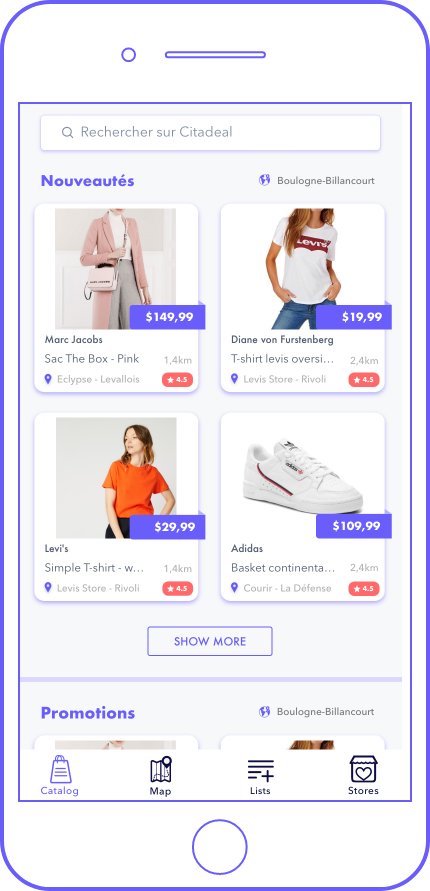 Rechercher sur Citadeal
Nouveautés
Boulogne-Billancourt
Levi's
$149,99
$19,99
Marc Jacobs
Diane von Furstenberg
Sac The Box - Pink
1,4km
T-shirt levis oversi...
2,4km
Eclypse - Levallois
4.5
Levis Store - Rivoli
4.5
adidas
$29,99
$109,99
Levi's
Adidas
Simple T-shirt - w...
1,4km
Basket continenta...
2,4km
Levis Store - Rivoli
4.5
Courir - La Défense
4.5
SHOW MORE
Promotions
Boulogne-Billancourt
Catalog
Map
Lists
Stores